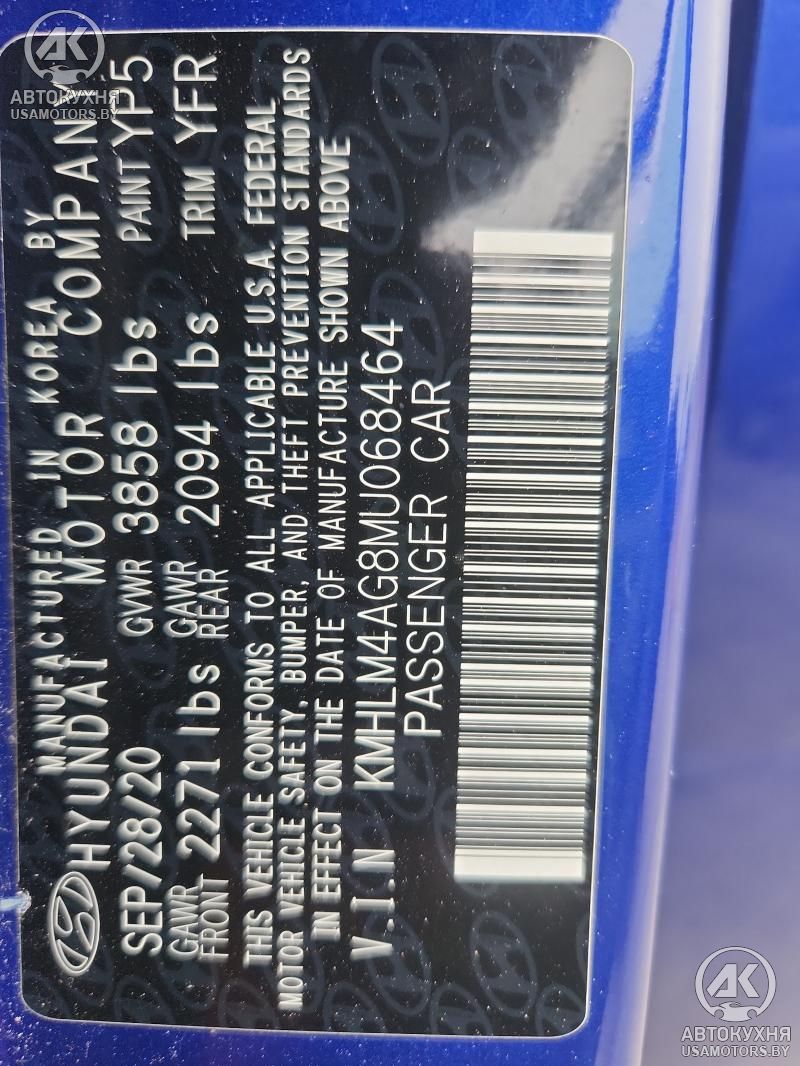 MANUFACTURED IN KOREA BY
HYUNDAI MOTOR COMPANY
SEP/28/20 GVWR 3858 lbs PAINT YP5
GAWR FRONT 2271 lbs GAWR REAR 2094 lbs TRIM YFR
THIS VEHICLE CONFORMS TO ALL APPLICABLE U.S.A. FEDERAL
MOTOR VEHICLE SAFETY, BUMPER, AND THEFT PREVENTION STANDARDS
IN EFFECT ON THE DATE OF MANUFACTURE SHOWN ABOVE
V.I.N KMHLM4AG8MU068464
PASSENGER CAR
АК
АВТОКУХНЯ
USAMOTORS.BY
АК
АВТОКУХНЯ
USAMOTORS.BY